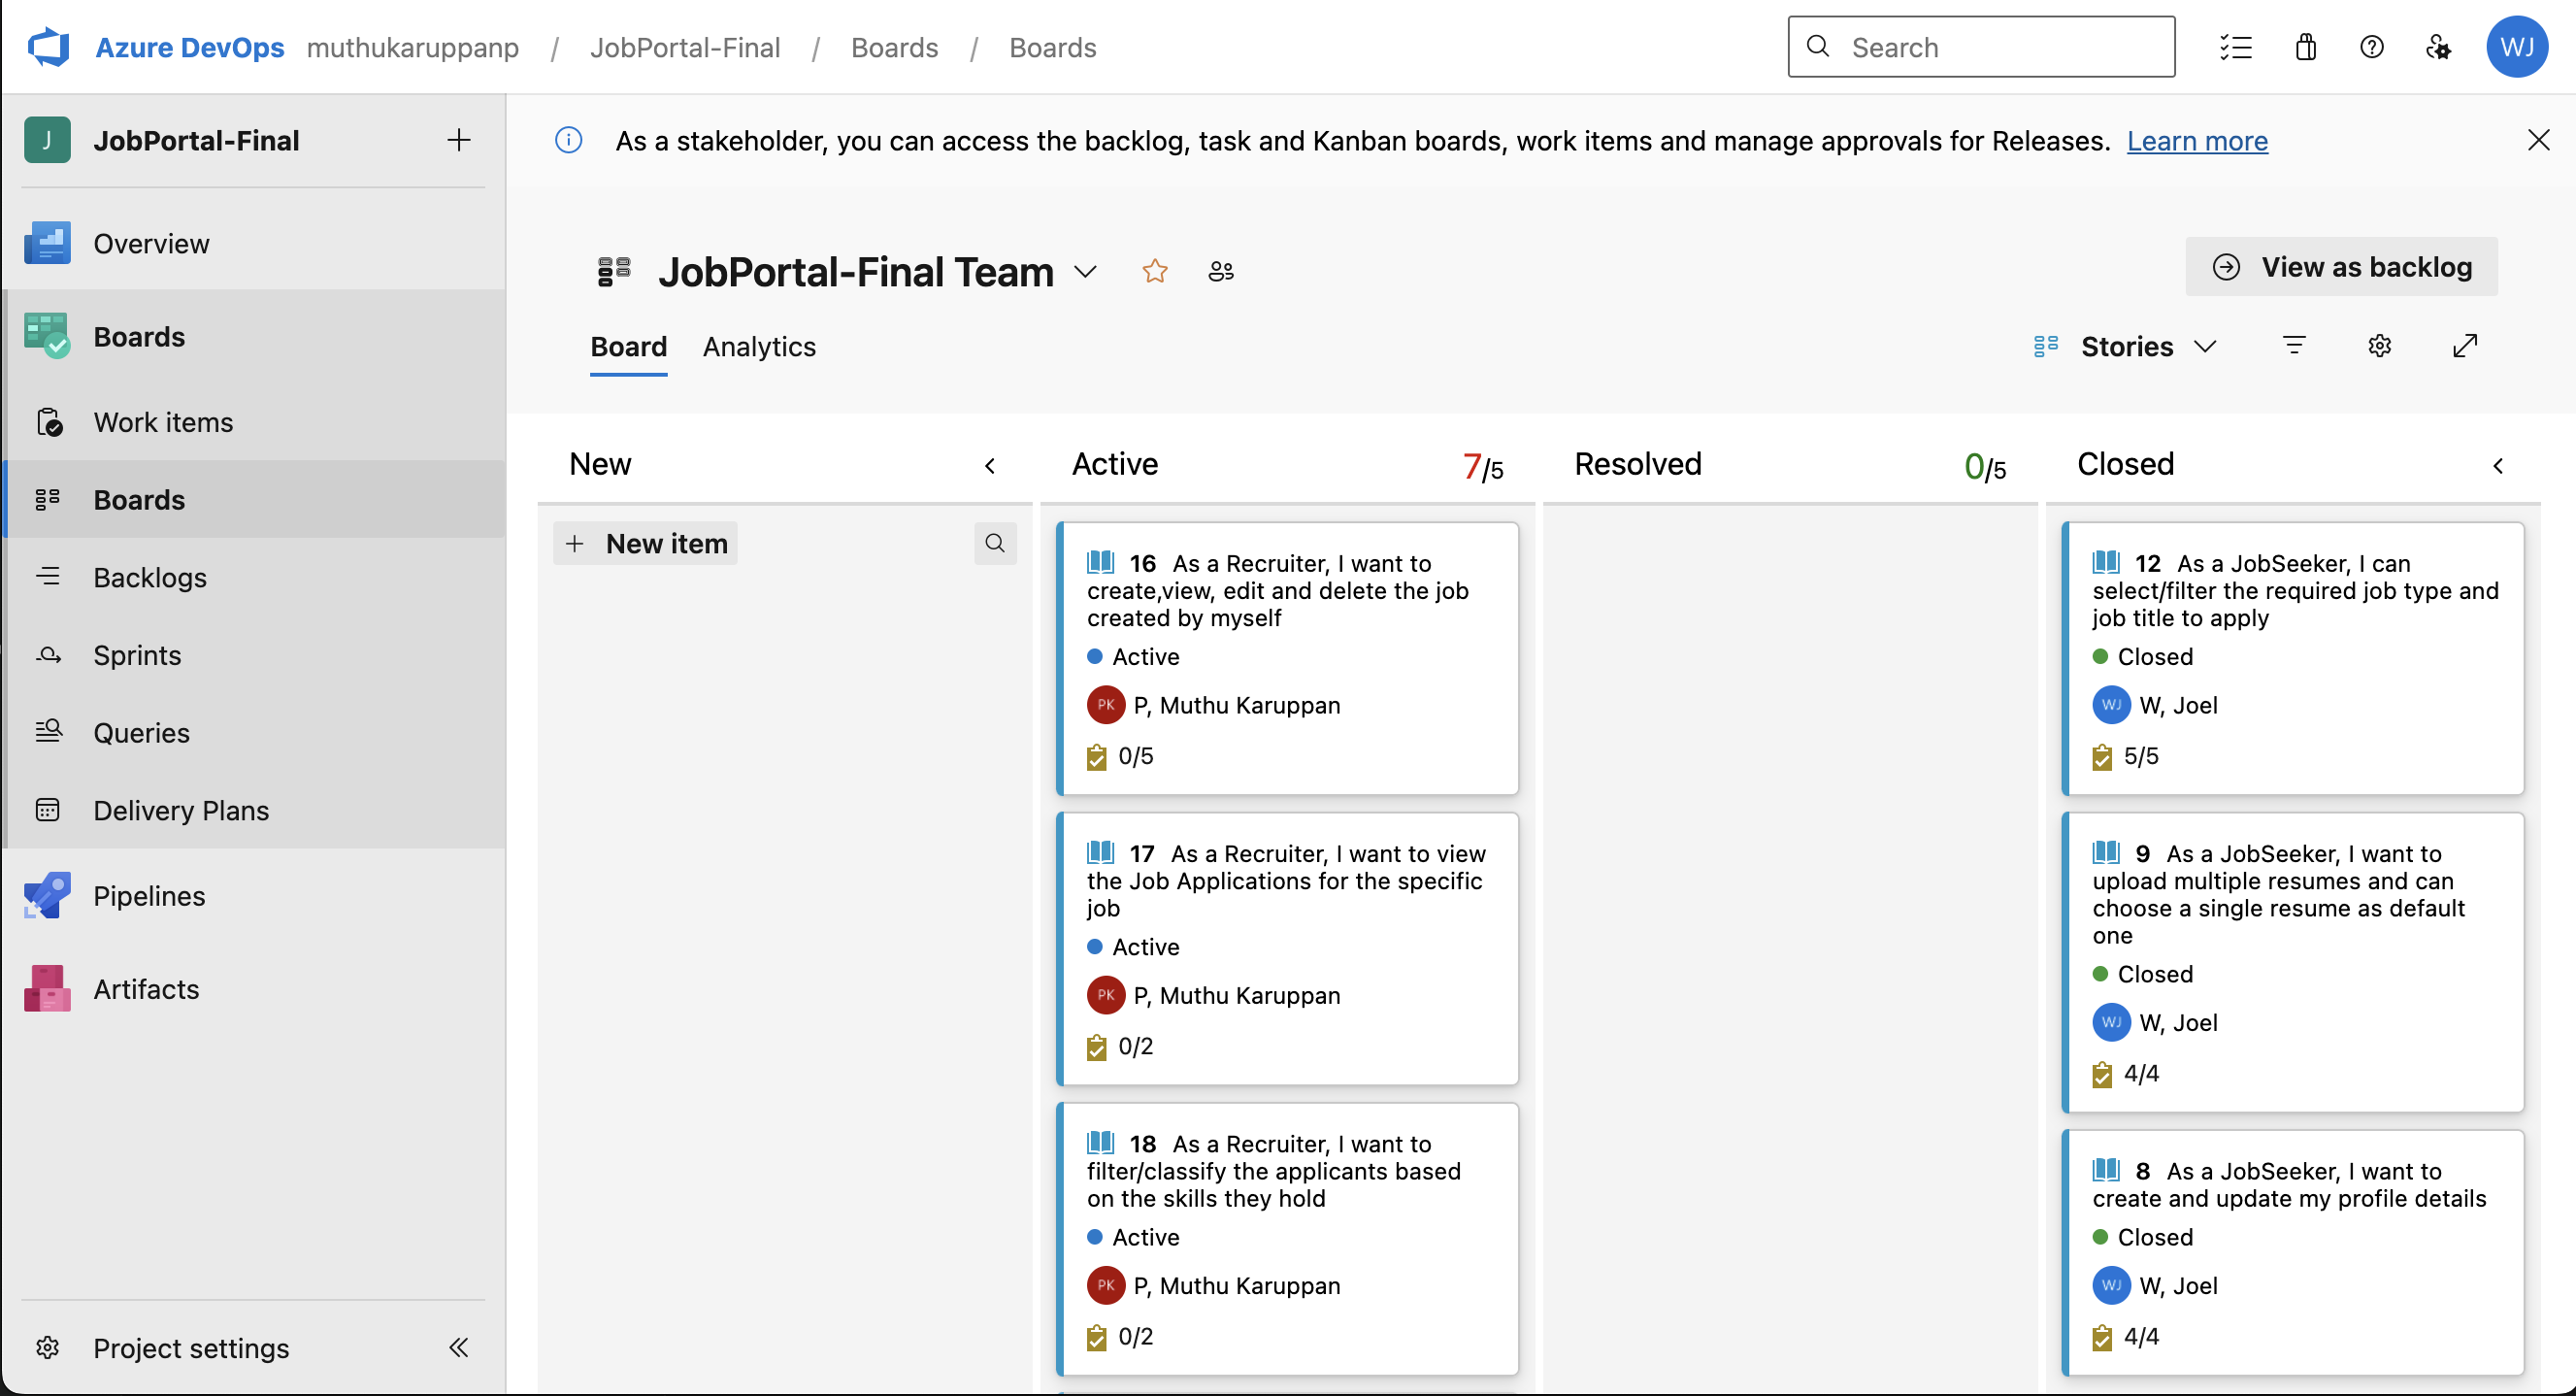 Azure DevOps muthukaruppanp / JobPortal-Final / Boards / Boards
Search
WJ
J JobPortal-Final
As a stakeholder, you can access the backlog, task and Kanban boards, work items and manage approvals for Releases. Learn more
Overview
Boards
Work items
Boards
Backlogs
Sprints
Queries
Delivery Plans
Pipelines
Artifacts
Project settings
JobPortal-Final Team
View as backlog
Board Analytics
Stories
New
New item
Active 7/5
16 As a Recruiter, I want to
create,view, edit and delete the job
created by myself
Active
PK P, Muthu Karuppan
0/5
17 As a Recruiter, I want to view
the Job Applications for the specific
job
Active
PK P, Muthu Karuppan
0/2
18 As a Recruiter, I want to
filter/classify the applicants based
on the skills they hold
Active
PK P, Muthu Karuppan
0/2
Resolved 0/5
Closed
12 As a JobSeeker, I can
select/filter the required job type and
job title to apply
Closed
WJ W, Joel
5/5
9 As a JobSeeker, I want to
upload multiple resumes and can
choose a single resume as default
one
Closed
WJ W, Joel
4/4
8 As a JobSeeker, I want to
create and update my profile details
Closed
WJ W, Joel
4/4